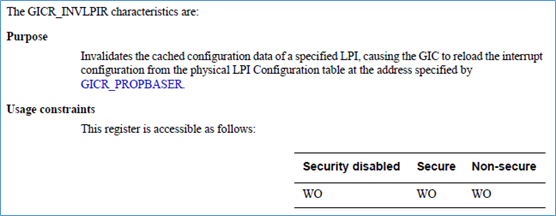 The GICR_INVLPIR characteristics are:
Purpose
Invalidates the cached configuration data of a specified LPI, causing the GIC to reload the interrupt
configuration from the physical LPI Configuration table at the address specified by
GICR_PROPBASER.
Usage constraints
This register is accessible as follows:
Security disabled Secure Non-secure
WO WO WO